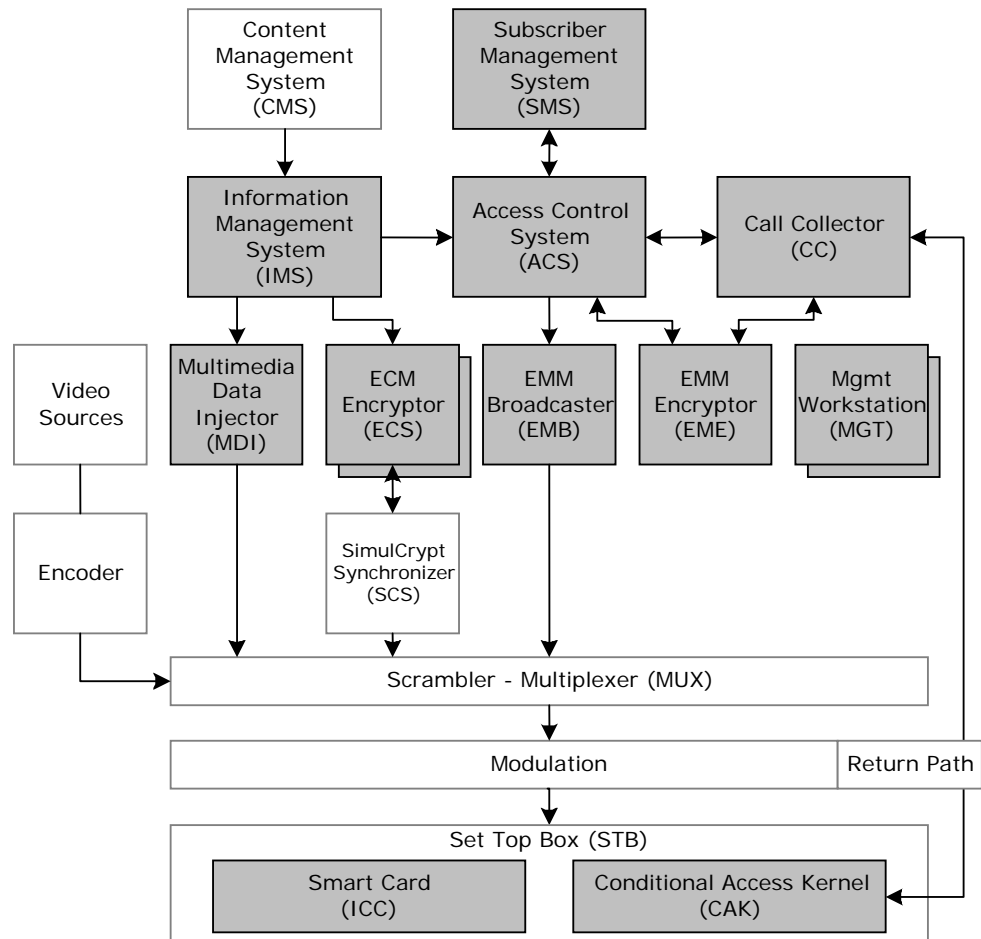 Content
Management
System
(CMS)
Subscriber
Management
System
(SMS)
Information
Management
System
(IMS)
Access Control
System
(ACS)
Call Collector
(CC)
Video
Sources
Multimedia
Data
Injector
(MDI)
ECM
Encryptor
(ECS)
EMM
Broadcaster
(EMB)
EMM
Encryptor
(EME)
Mgmt
Workstation
(MGT)
Encoder
SimulCrypt
Synchronizer
(SCS)
Scrambler - Multiplexer (MUX)
Modulation
Return Path
Set Top Box (STB)
Smart Card
(ICC)
Conditional Access Kernel
(CAK)